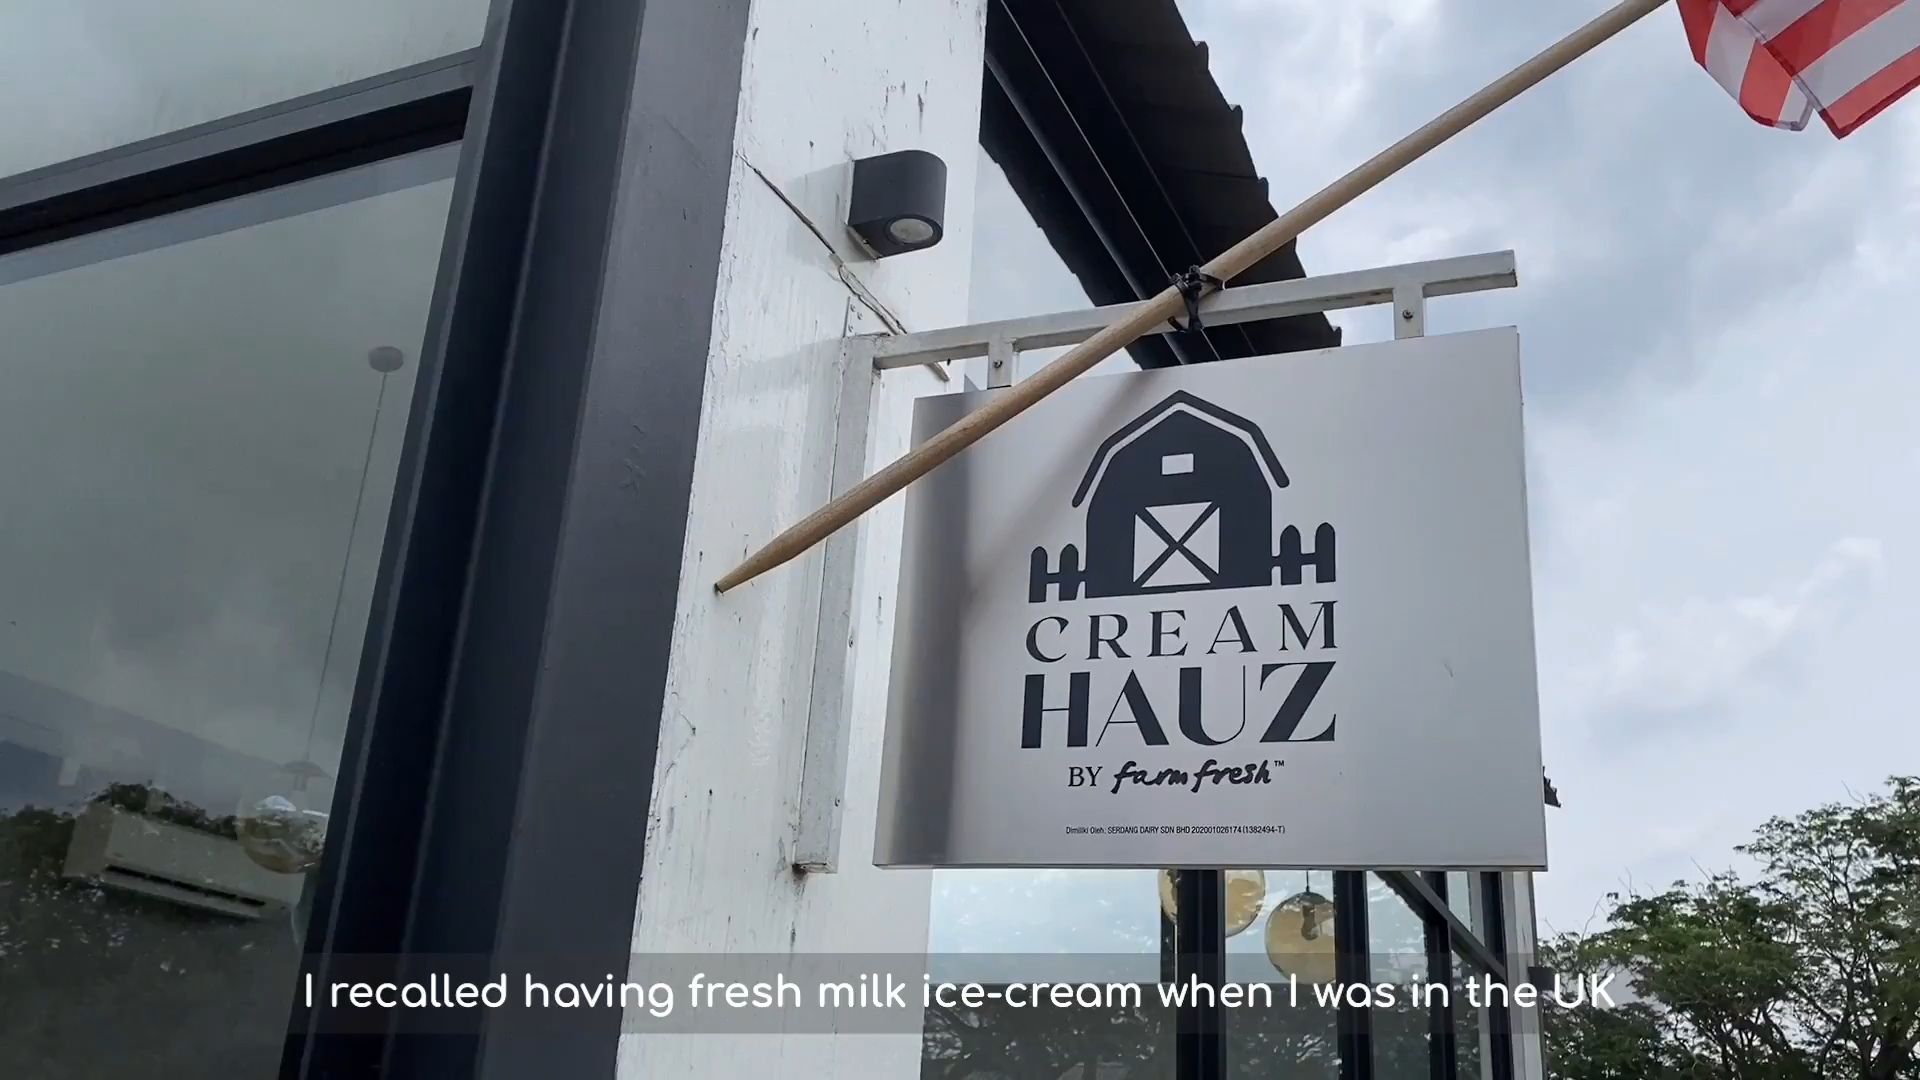 CREAM
HAUZ
BY farm fresh™
Dimiliki Oleh: SERDANG DAIRY SDN BHD 202001026174 (1382494-T)
I recalled having fresh milk ice-cream when I was in the UK